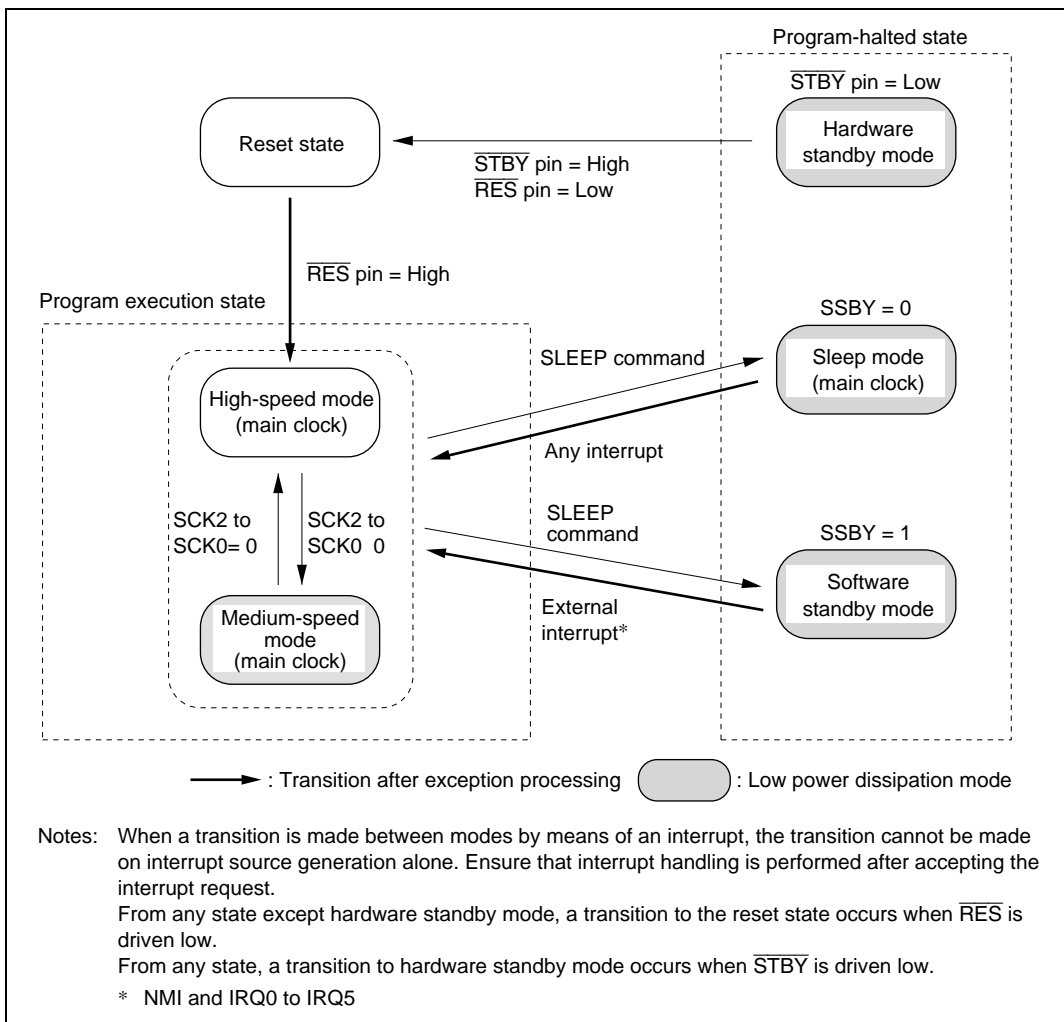 Program-halted state
STBY pin = Low
Hardware
standby mode
Reset state
STBY pin = High
RES pin = Low
RES pin = High
Program execution state
SSBY = 0
SLEEP command
Sleep mode
(main clock)
High-speed mode
(main clock)
Any interrupt
SCK2 to
SCK0= 0
SCK2 to
SCK0 0
SLEEP
command
SSBY = 1
Software
standby mode
External
interrupt*
Medium-speed
mode
(main clock)
: Transition after exception processing
: Low power dissipation mode
Notes: When a transition is made between modes by means of an interrupt, the transition cannot be made
on interrupt source generation alone. Ensure that interrupt handling is performed after accepting the
interrupt request.
From any state except hardware standby mode, a transition to the reset state occurs when RES is
driven low.
From any state, a transition to hardware standby mode occurs when STBY is driven low.
* NMI and IRQ0 to IRQ5